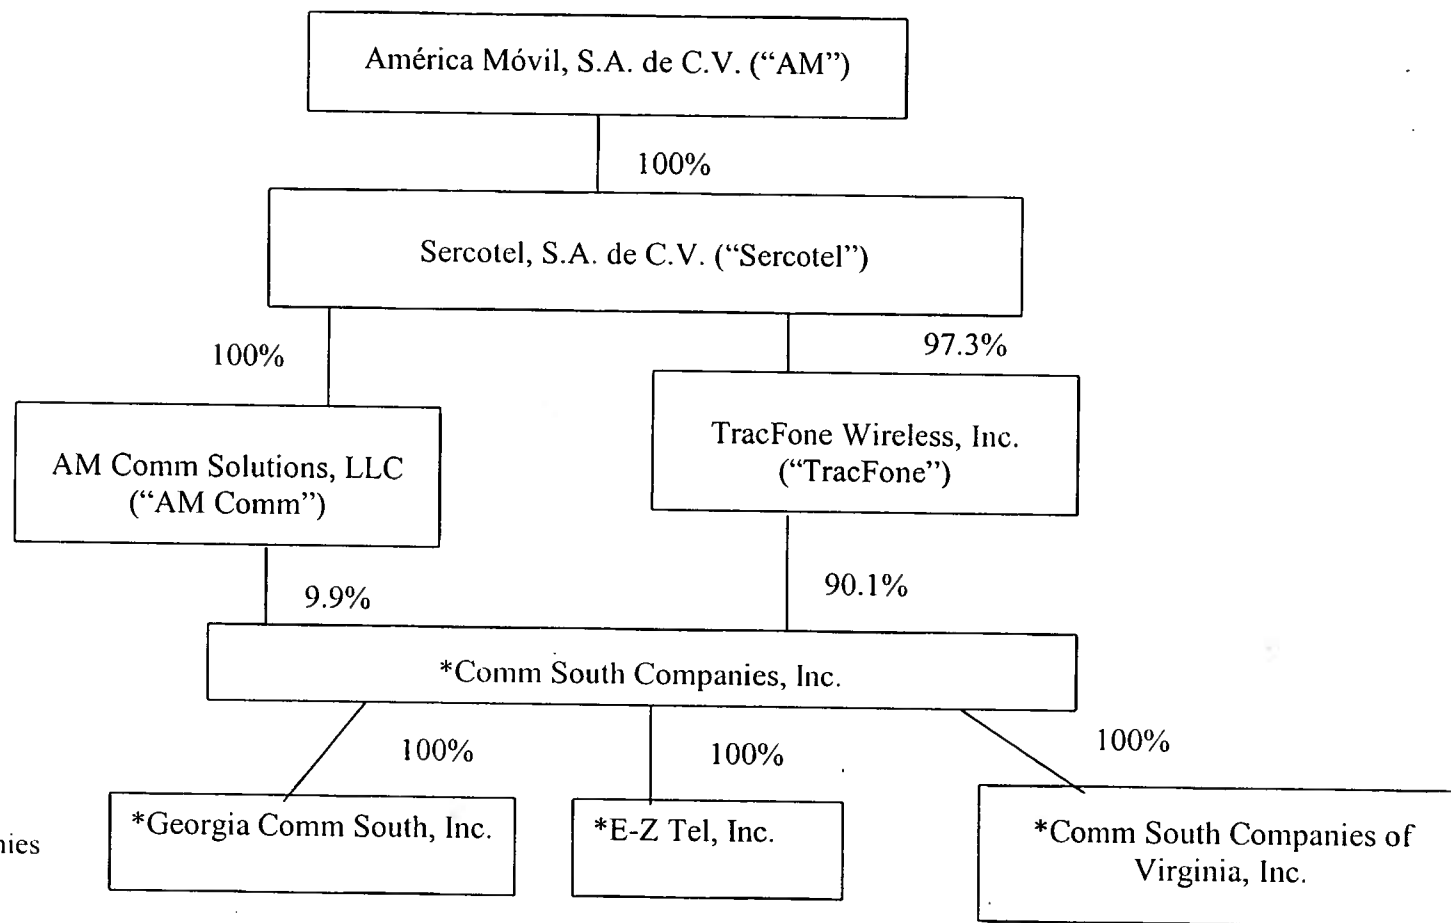 América Móvil, S.A. de C.V. (“AM”)
100%
Sercotel, S.A. de C.V. (“Sercotel”)
100%
97.3%
AM Comm Solutions, LLC
(“AM Comm”)
TracFone Wireless, Inc.
(“TracFone”)
9.9%
90.1%
*Comm South Companies, Inc.
100%
100%
100%
*Georgia Comm South, Inc.
*E-Z Tel, Inc.
*Comm South Companies of
Virginia, Inc.
nies